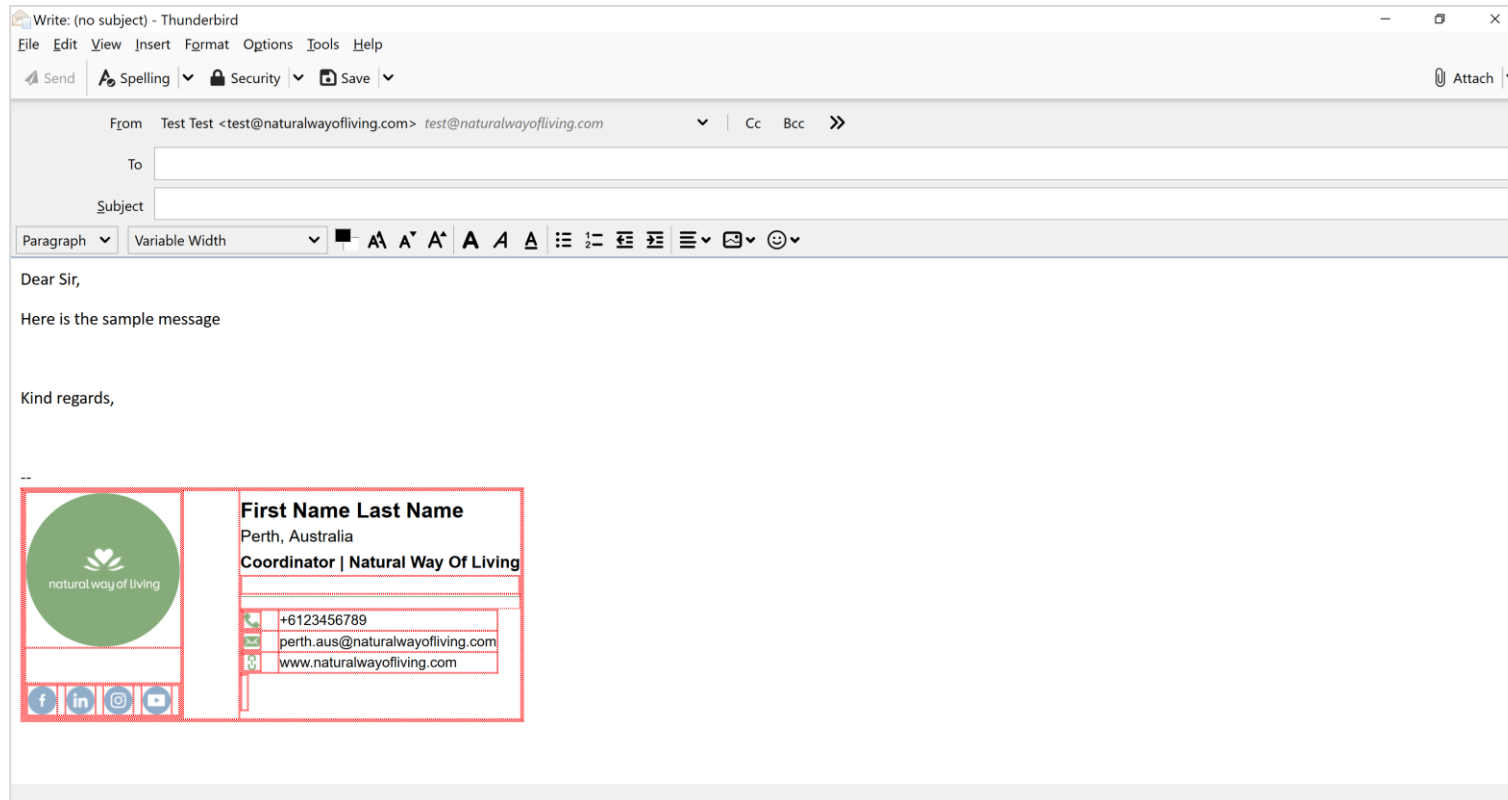 Write: (no subject) - Thunderbird
File Edit View Insert Format Options Tools Help
Send Spelling Security Save Attach
From Test Test <test@naturalwayofliving.com> test@naturalwayofliving.com Cc Bcc
To
Subject
Paragraph Variable Width
Dear Sir,
Here is the sample message
Kind regards,
--
natural way of living
First Name Last Name
Perth, Australia
Coordinator | Natural Way Of Living
+6123456789
perth.aus@naturalwayofliving.com
www.naturalwayofliving.com